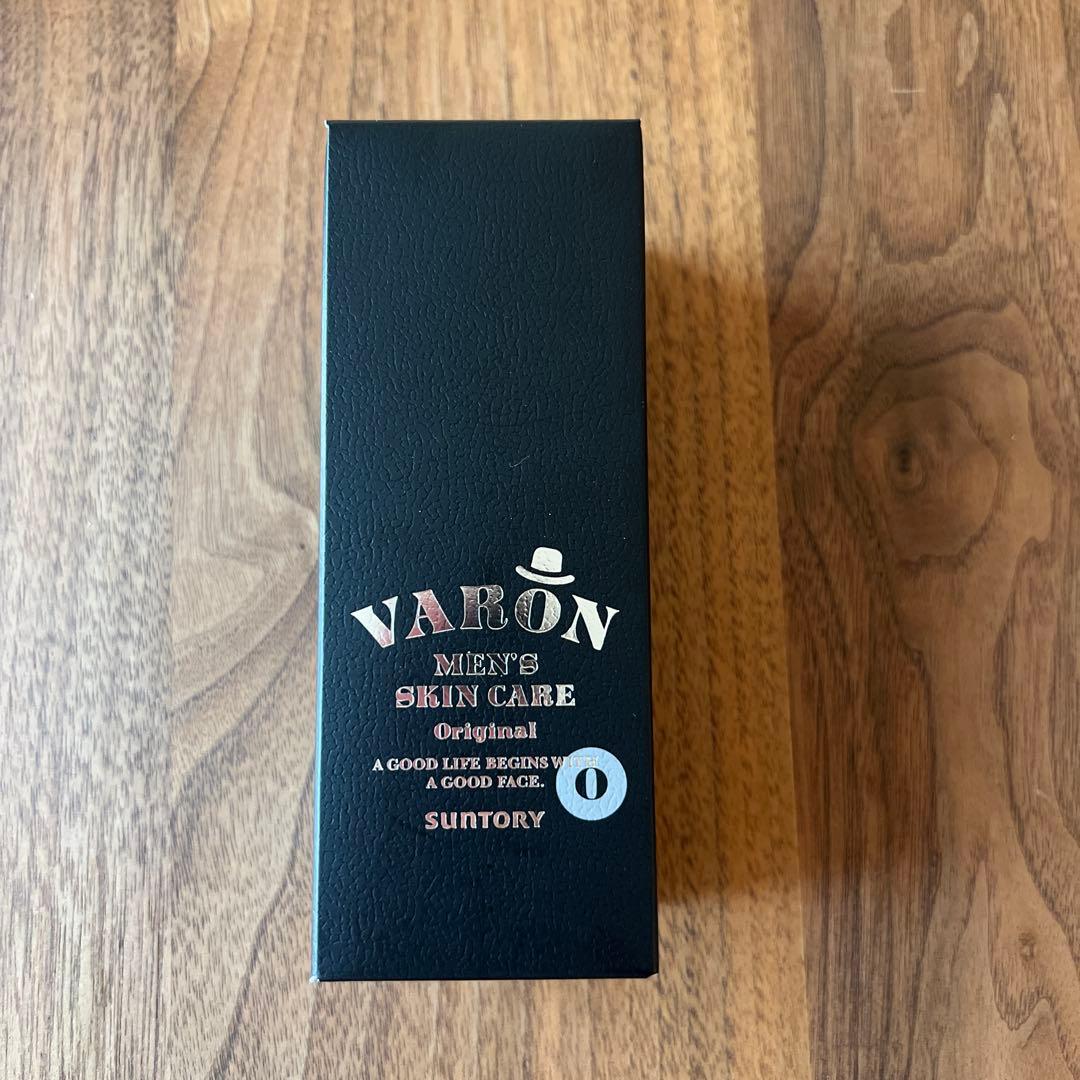 VARON
MEN'S
SKIN CARE
Original
A GOOD LIFE BEGINS WITH
A GOOD FACE.
O
SUNTORY